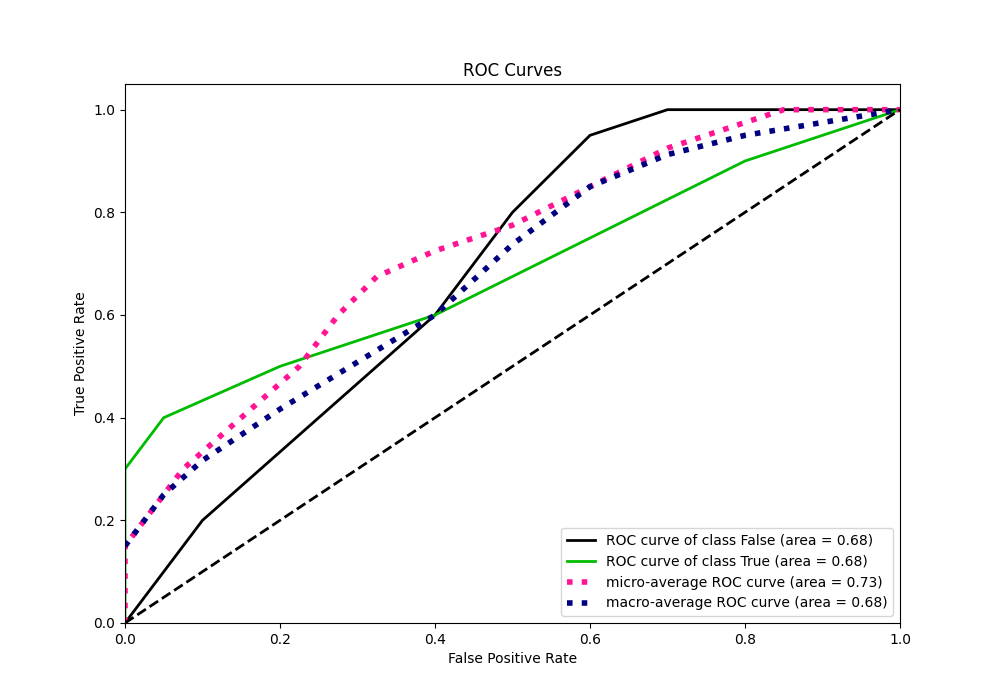 ROC Curves
True Positive Rate
1.0
0.8
0.6
0.4
0.2
0.0
ROC curve of class False (area = 0.68)
ROC curve of class True (area = 0.68)
micro-average ROC curve (area = 0.73)
macro-average ROC curve (area = 0.68)
0.0 0.2 0.4 0.6 0.8 1.0
False Positive Rate